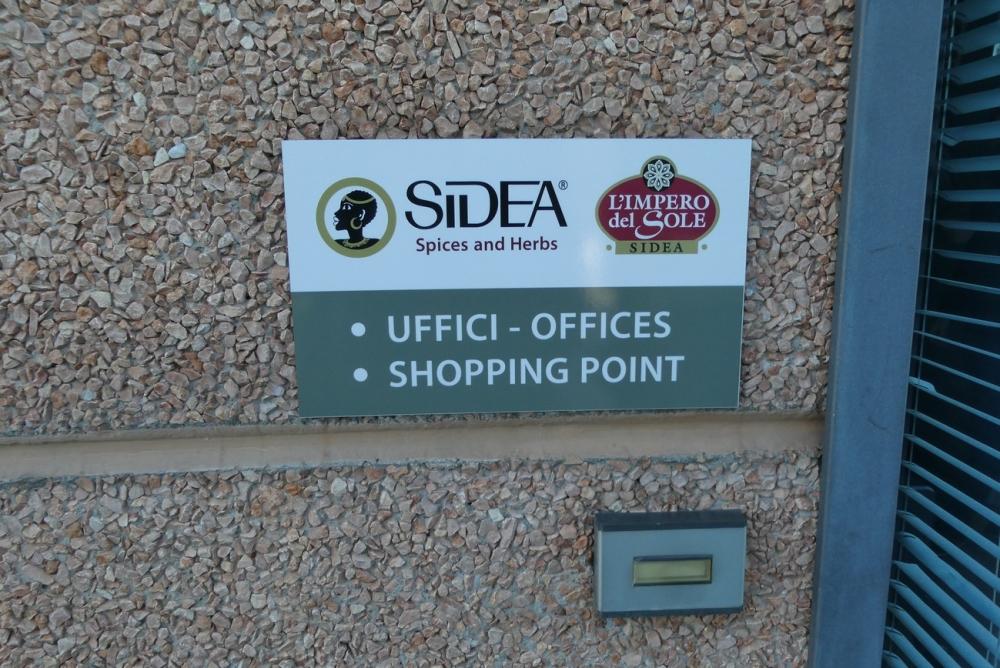 SiDEA®
Spices and Herbs
L'IMPERO
del SOLE
SIDEA
• UFFICI - OFFICES
• SHOPPING POINT